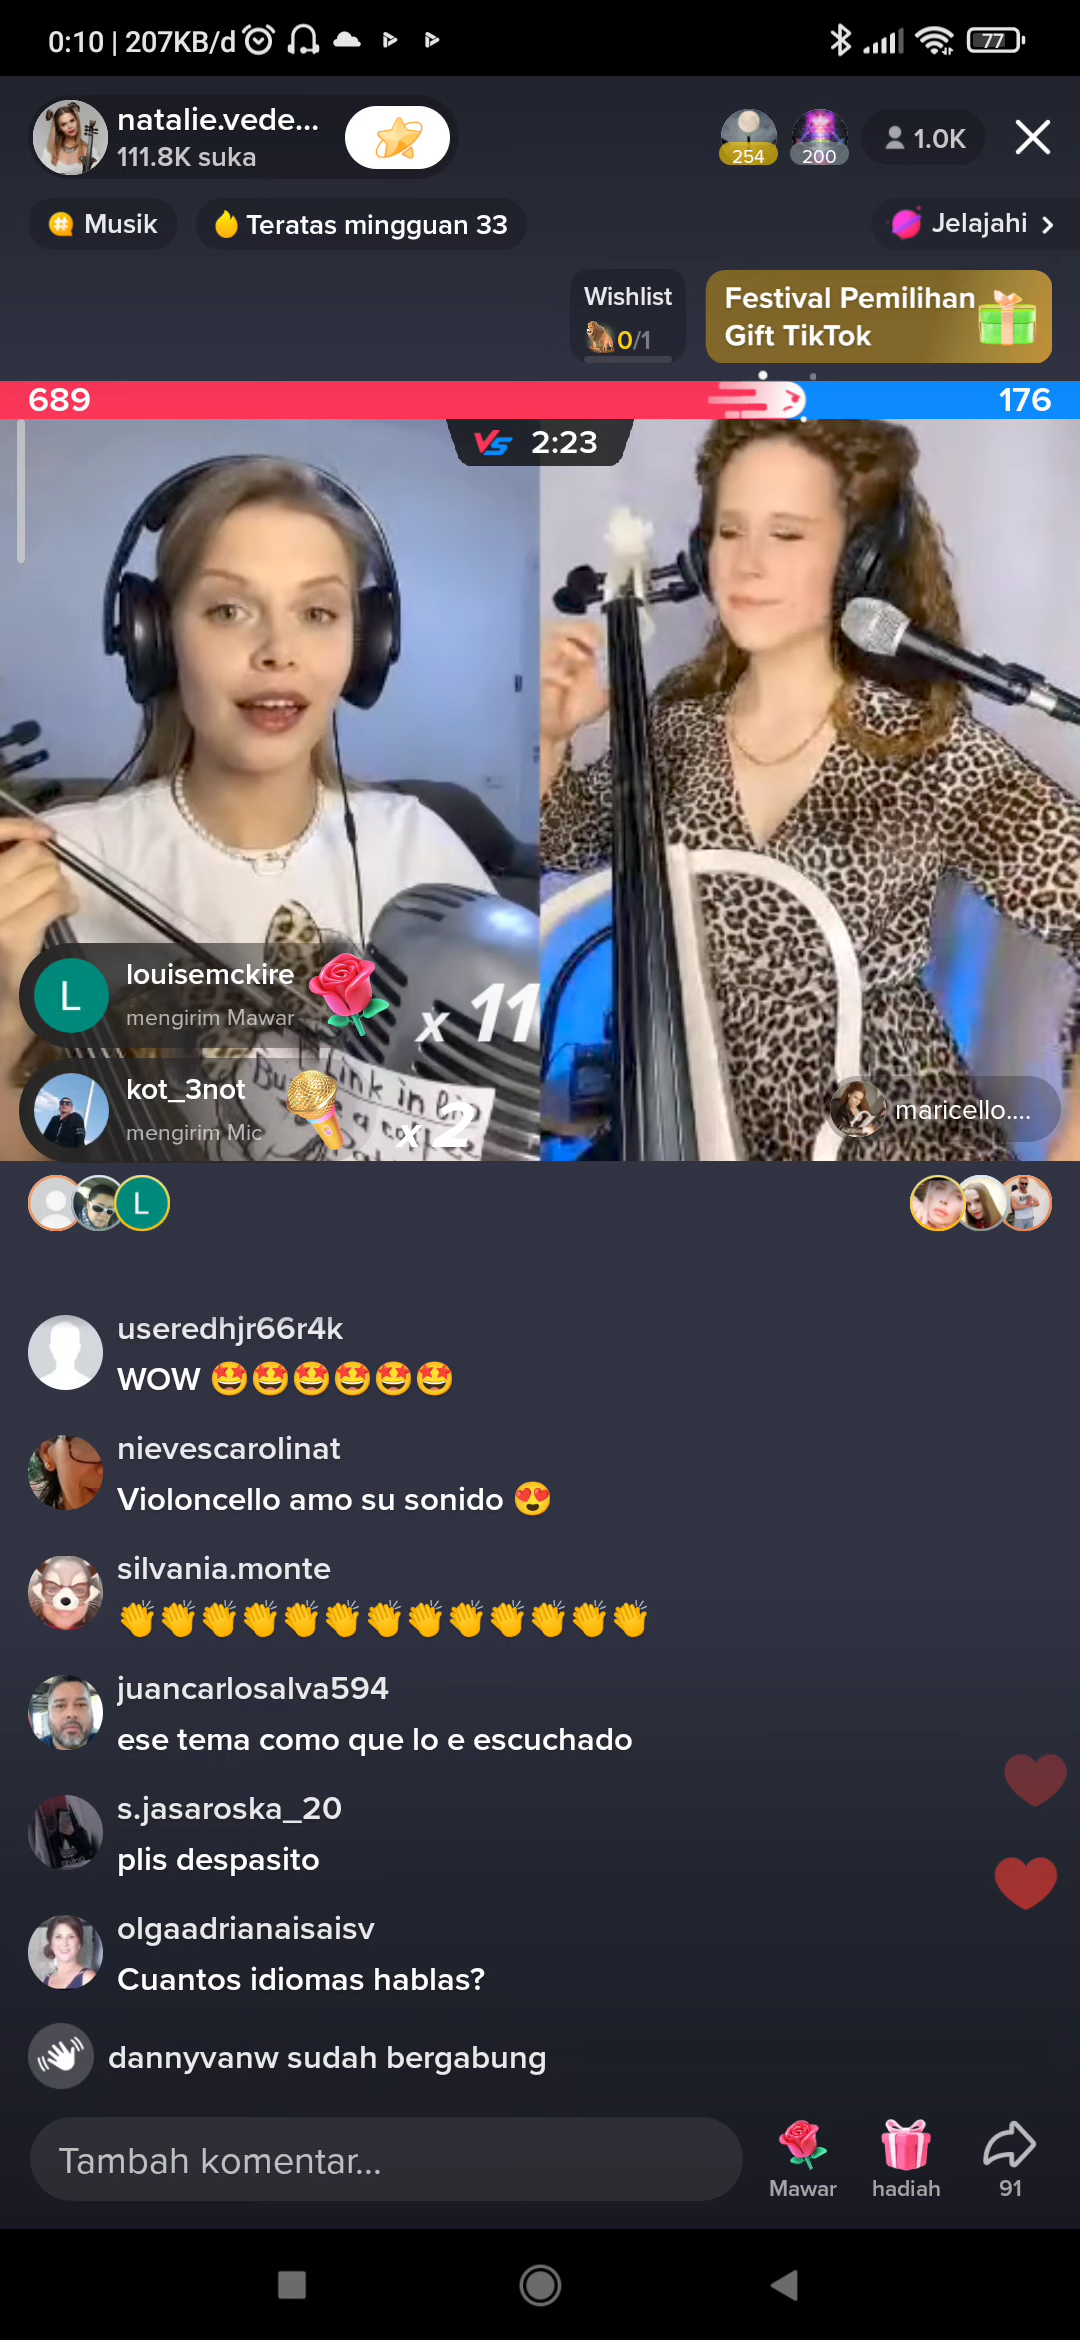 0:10 | 207KB/d
77
natalie.vede...
111.8K suka
254
200
1.0K
Musik
Teratas mingguan 33
Jelajahi
Wishlist
0/1
Festival Pemilihan
Gift TikTok
689
176
VS 2:23
louisemckire
mengirim Mawar
x 11
L
kot_3not
mengirim Mic
x 2
maricello....
L
useredhjr66r4k
WOW 🤩🤩🤩🤩🤩🤩
nievescarolinat
Violoncello amo su sonido 😍
silvania.monte
👏👏👏👏👏👏👏👏👏👏👏👏👏
juancarlosalva594
ese tema como que lo e escuchado
s.jasaroska_20
plis despasito
olgaadrianaisaisv
Cuantos idiomas hablas?
dannyvanw sudah bergabung
Tambah komentar...
Mawar
hadiah
91